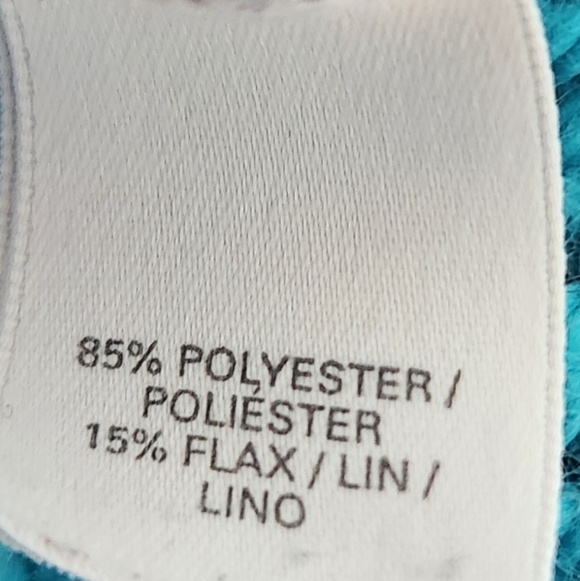 85% POLYESTER /
POLIÉSTER
15% FLAX / LIN /
LINO